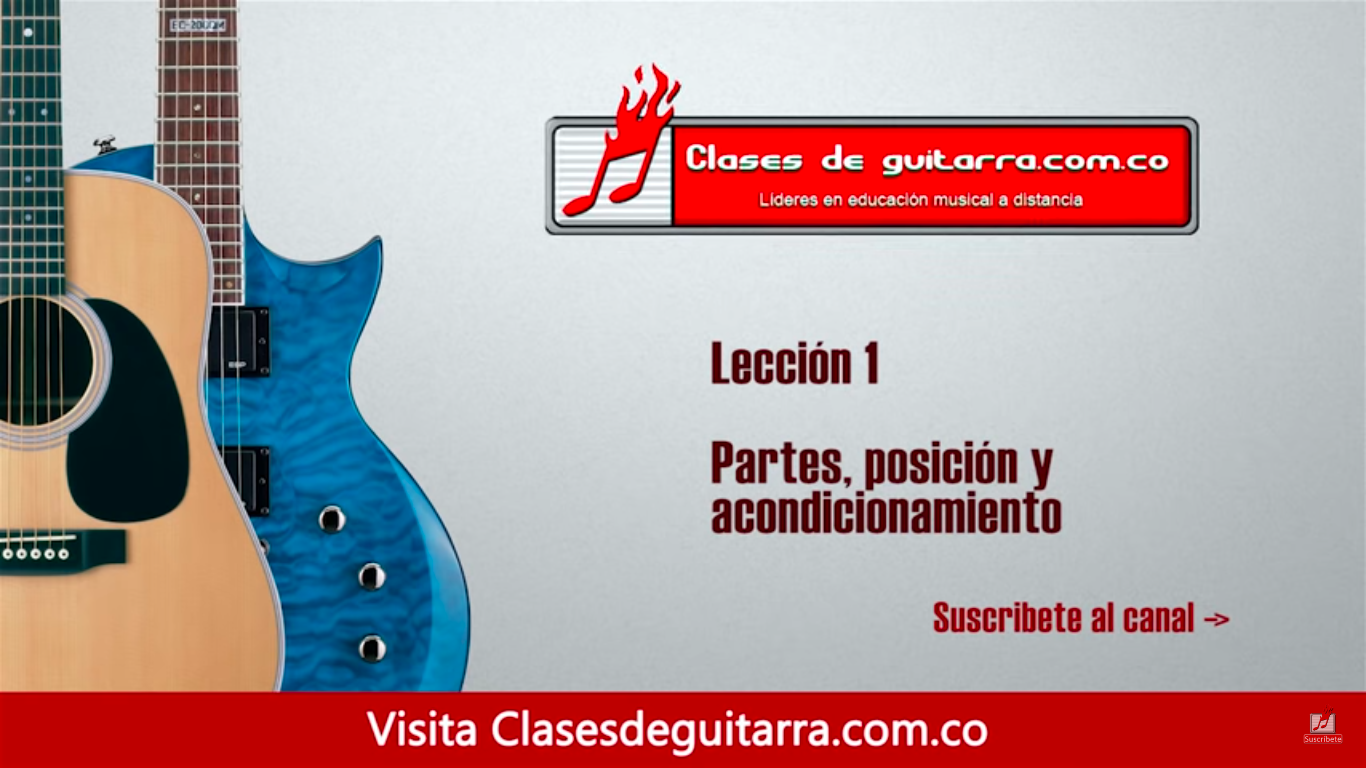 EC-200QM
Clases de guitarra.com.co
Líderes en educación musical a distancia
Lección 1
Partes, posición y
acondicionamiento
Suscribete al canal ->
Visita Clasesdeguitarra.com.co
Suscríbete